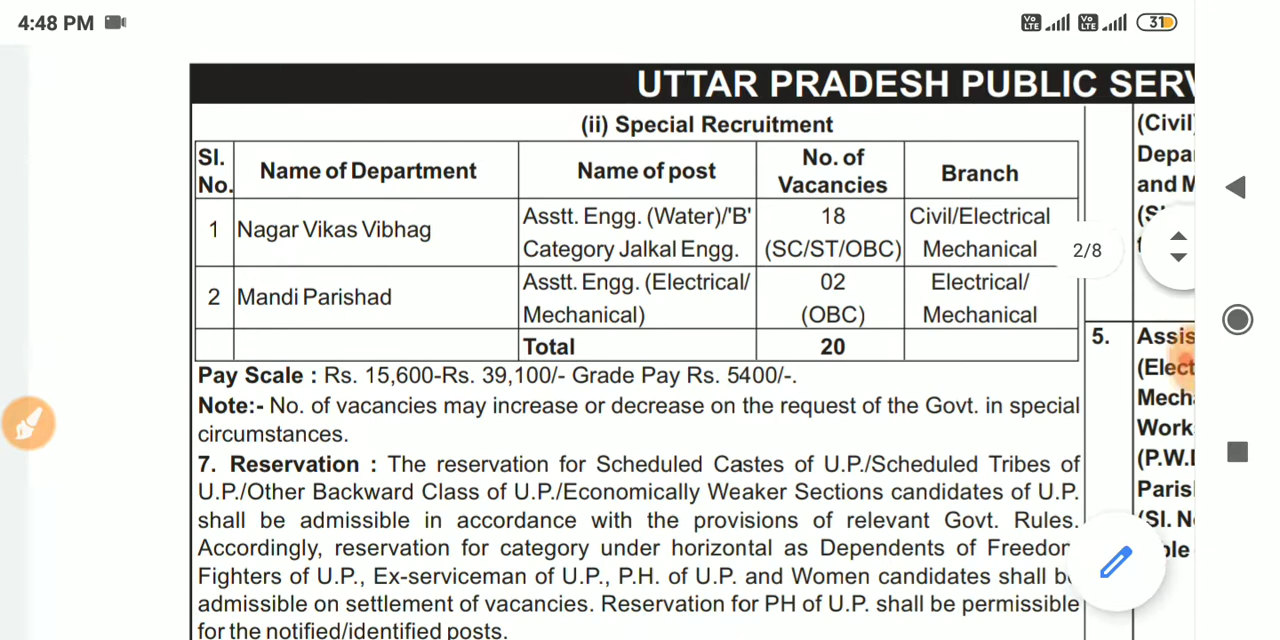 4:48 PM
Vo LTE Vo LTE 31
UTTAR PRADESH PUBLIC SERV
(ii) Special Recruitment
Sl. No. Name of Department Name of post No. of Vacancies Branch
1 Nagar Vikas Vibhag Asstt. Engg. (Water)/'B' Category Jalkal Engg. 18 (SC/ST/OBC) Civil/Electrical Mechanical
2 Mandi Parishad Asstt. Engg. (Electrical/ Mechanical) 02 (OBC) Electrical/ Mechanical
Total 20
Pay Scale : Rs. 15,600-Rs. 39,100/- Grade Pay Rs. 5400/-.
Note:- No. of vacancies may increase or decrease on the request of the Govt. in special
circumstances.
7. Reservation : The reservation for Scheduled Castes of U.P./Scheduled Tribes of
U.P./Other Backward Class of U.P./Economically Weaker Sections candidates of U.P.
shall be admissible in accordance with the provisions of relevant Govt. Rules.
Accordingly, reservation for category under horizontal as Dependents of Freedom
Fighters of U.P., Ex-serviceman of U.P., P.H. of U.P. and Women candidates shall be
admissible on settlement of vacancies. Reservation for PH of U.P. shall be permissible
for the notified/identified posts.
2/8
(Civil)
Depa
and M
5. Assis
(Elect
Mech
Work
(P.W.
Paris
(Sl. N